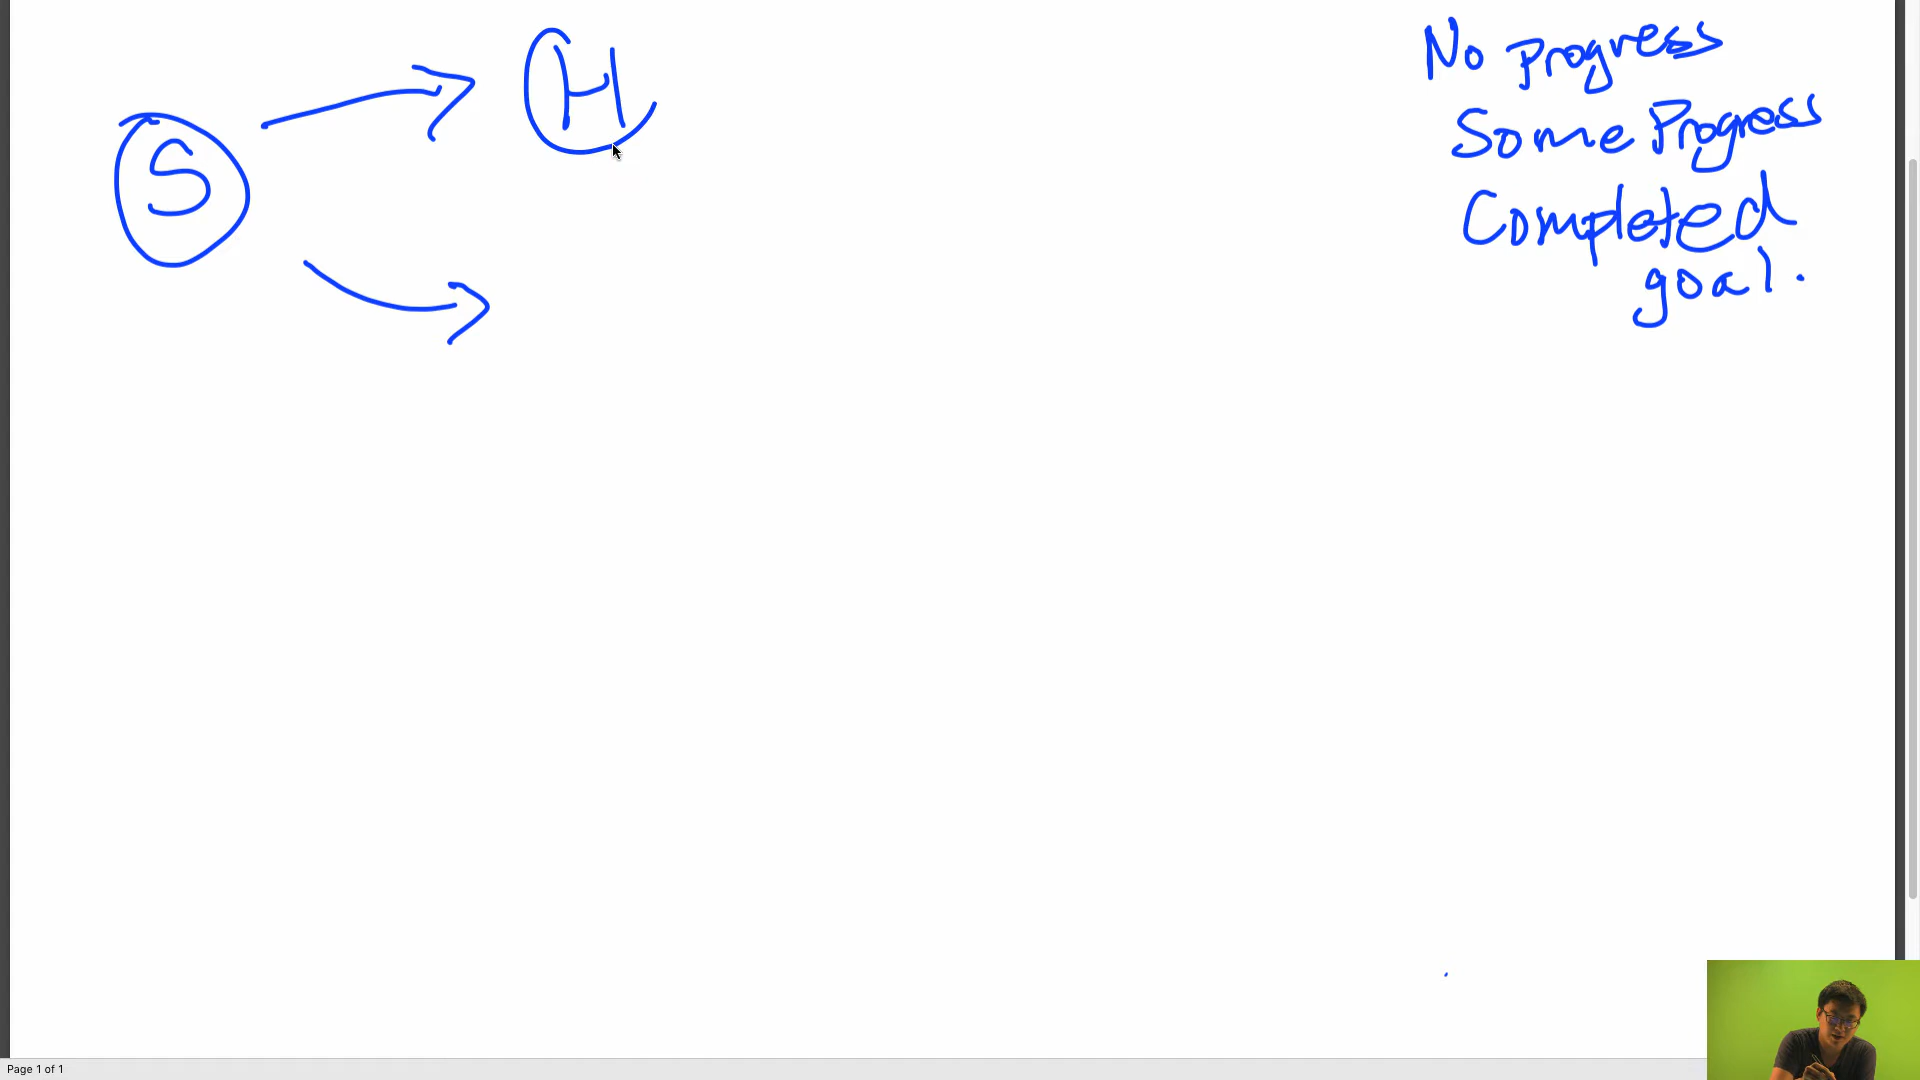 H
S
No Progress
Some Progress
Completed
goal.
Page 1 of 1